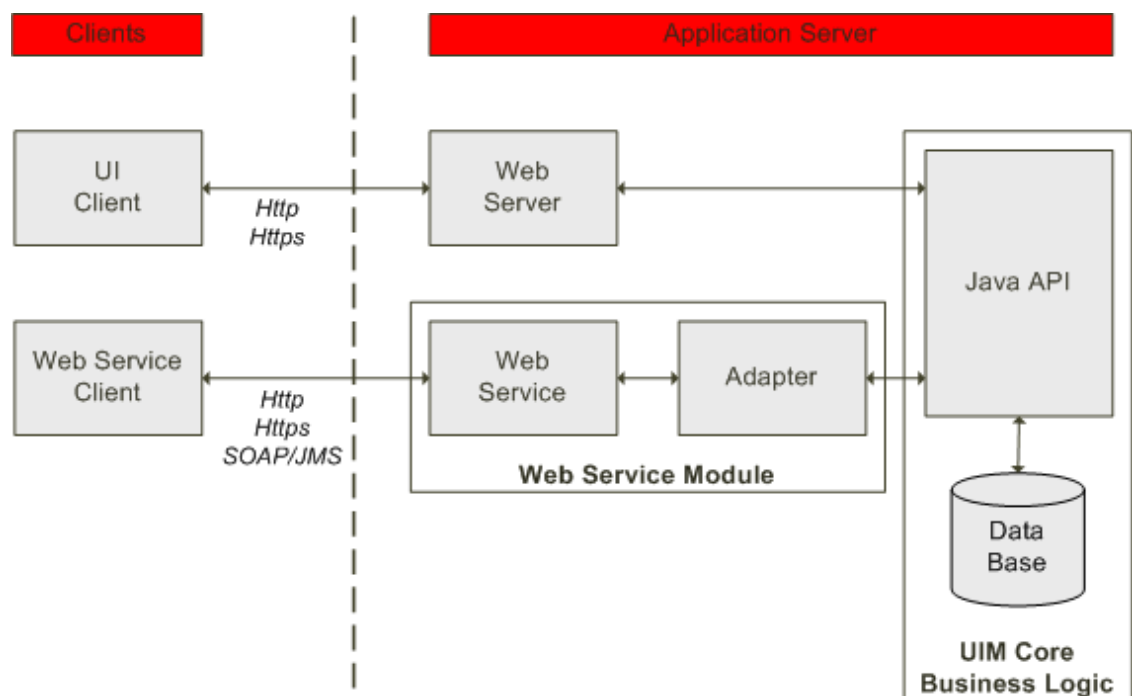 Clients
Application Server
UI
Client
Http
Https
Web
Server
Java API
Web Service
Client
Http
Https
SOAP/JMS
Web
Service
Adapter
Web Service Module
Data
Base
UIM Core
Business Logic